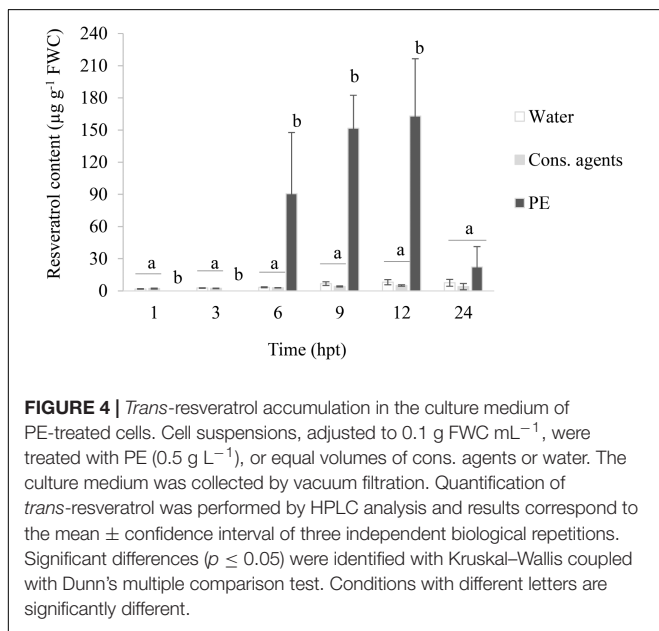 240
210
180
150
120
90
60
30
0
Resveratrol content (µg g⁻¹ FWC)
a b a b a b a b a b a
1 3 6 9 12 24
Time (hpt)
Water
Cons. agents
PE
FIGURE 4 | Trans-resveratrol accumulation in the culture medium of
PE-treated cells. Cell suspensions, adjusted to 0.1 g FWC mL⁻¹, were
treated with PE (0.5 g L⁻¹), or equal volumes of cons. agents or water. The
culture medium was collected by vacuum filtration. Quantification of
trans-resveratrol was performed by HPLC analysis and results correspond to
the mean ± confidence interval of three independent biological repetitions.
Significant differences (p ≤ 0.05) were identified with Kruskal–Wallis coupled
with Dunn's multiple comparison test. Conditions with different letters are
significantly different.